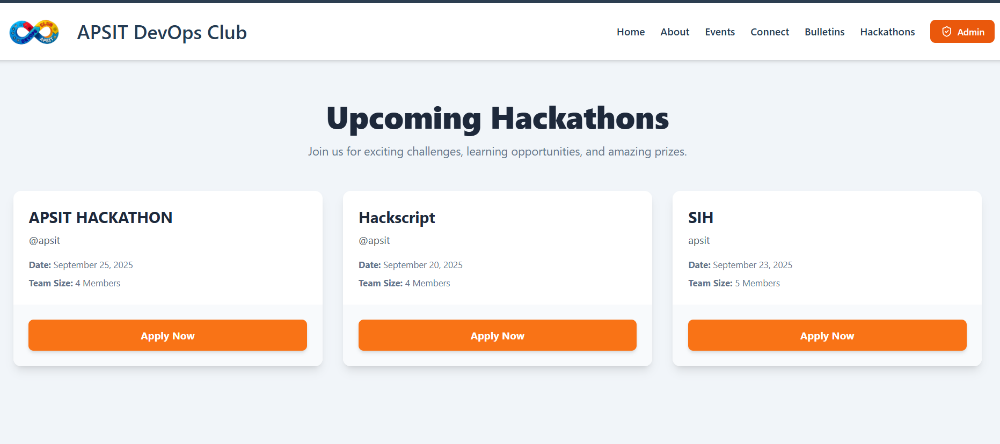 DEVOPS CLUB APSIT
APSIT DevOps Club
Home About Events Connect Bulletins Hackathons Admin
Upcoming Hackathons
Join us for exciting challenges, learning opportunities, and amazing prizes.
APSIT HACKATHON
@apsit
Date: September 25, 2025
Team Size: 4 Members
Apply Now
Hackscript
@apsit
Date: September 20, 2025
Team Size: 4 Members
Apply Now
SIH
apsit
Date: September 23, 2025
Team Size: 5 Members
Apply Now